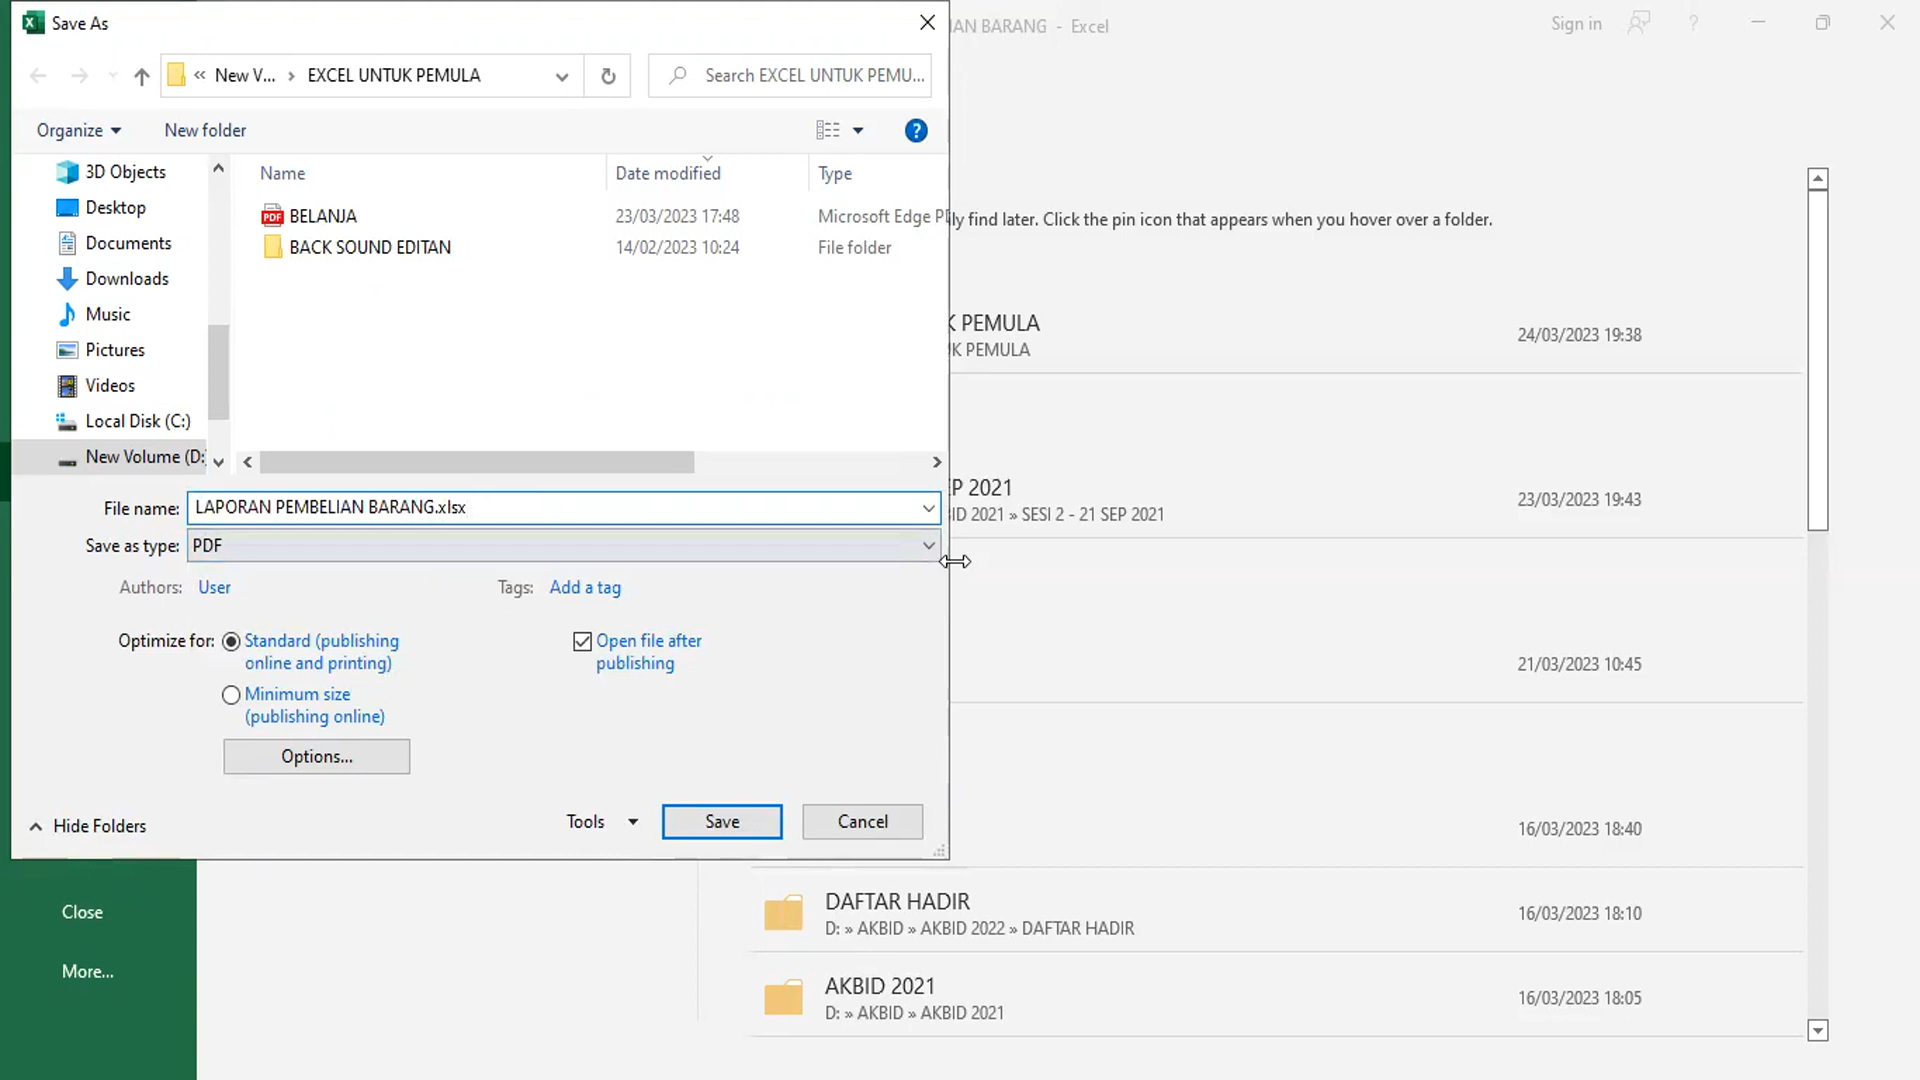 Save As
IAN BARANG - Excel
Sign in
?
« New V... › EXCEL UNTUK PEMULA
Search EXCEL UNTUK PEMU...
Organize
New folder
?
3D Objects
Desktop
Documents
Downloads
Music
Pictures
Videos
Local Disk (C:)
New Volume (D:
Name Date modified Type
PDF BELANJA 23/03/2023 17:48 Microsoft Edge PD
BACK SOUND EDITAN 14/02/2023 10:24 File folder
File name: LAPORAN PEMBELIAN BARANG.xlsx
Save as type: PDF
Authors: User Tags: Add a tag
Optimize for: Standard (publishing
online and printing)
Minimum size
(publishing online)
Open file after
publishing
Options...
Hide Folders
Tools
Save
Cancel
Close
More...
ly find later. Click the pin icon that appears when you hover over a folder.
K PEMULA
IK PEMULA
24/03/2023 19:38
EP 2021
ID 2021 » SESI 2 - 21 SEP 2021
23/03/2023 19:43
21/03/2023 10:45
16/03/2023 18:40
DAFTAR HADIR
D: » AKBID » AKBID 2022 » DAFTAR HADIR
16/03/2023 18:10
AKBID 2021
D: » AKBID » AKBID 2021
16/03/2023 18:05